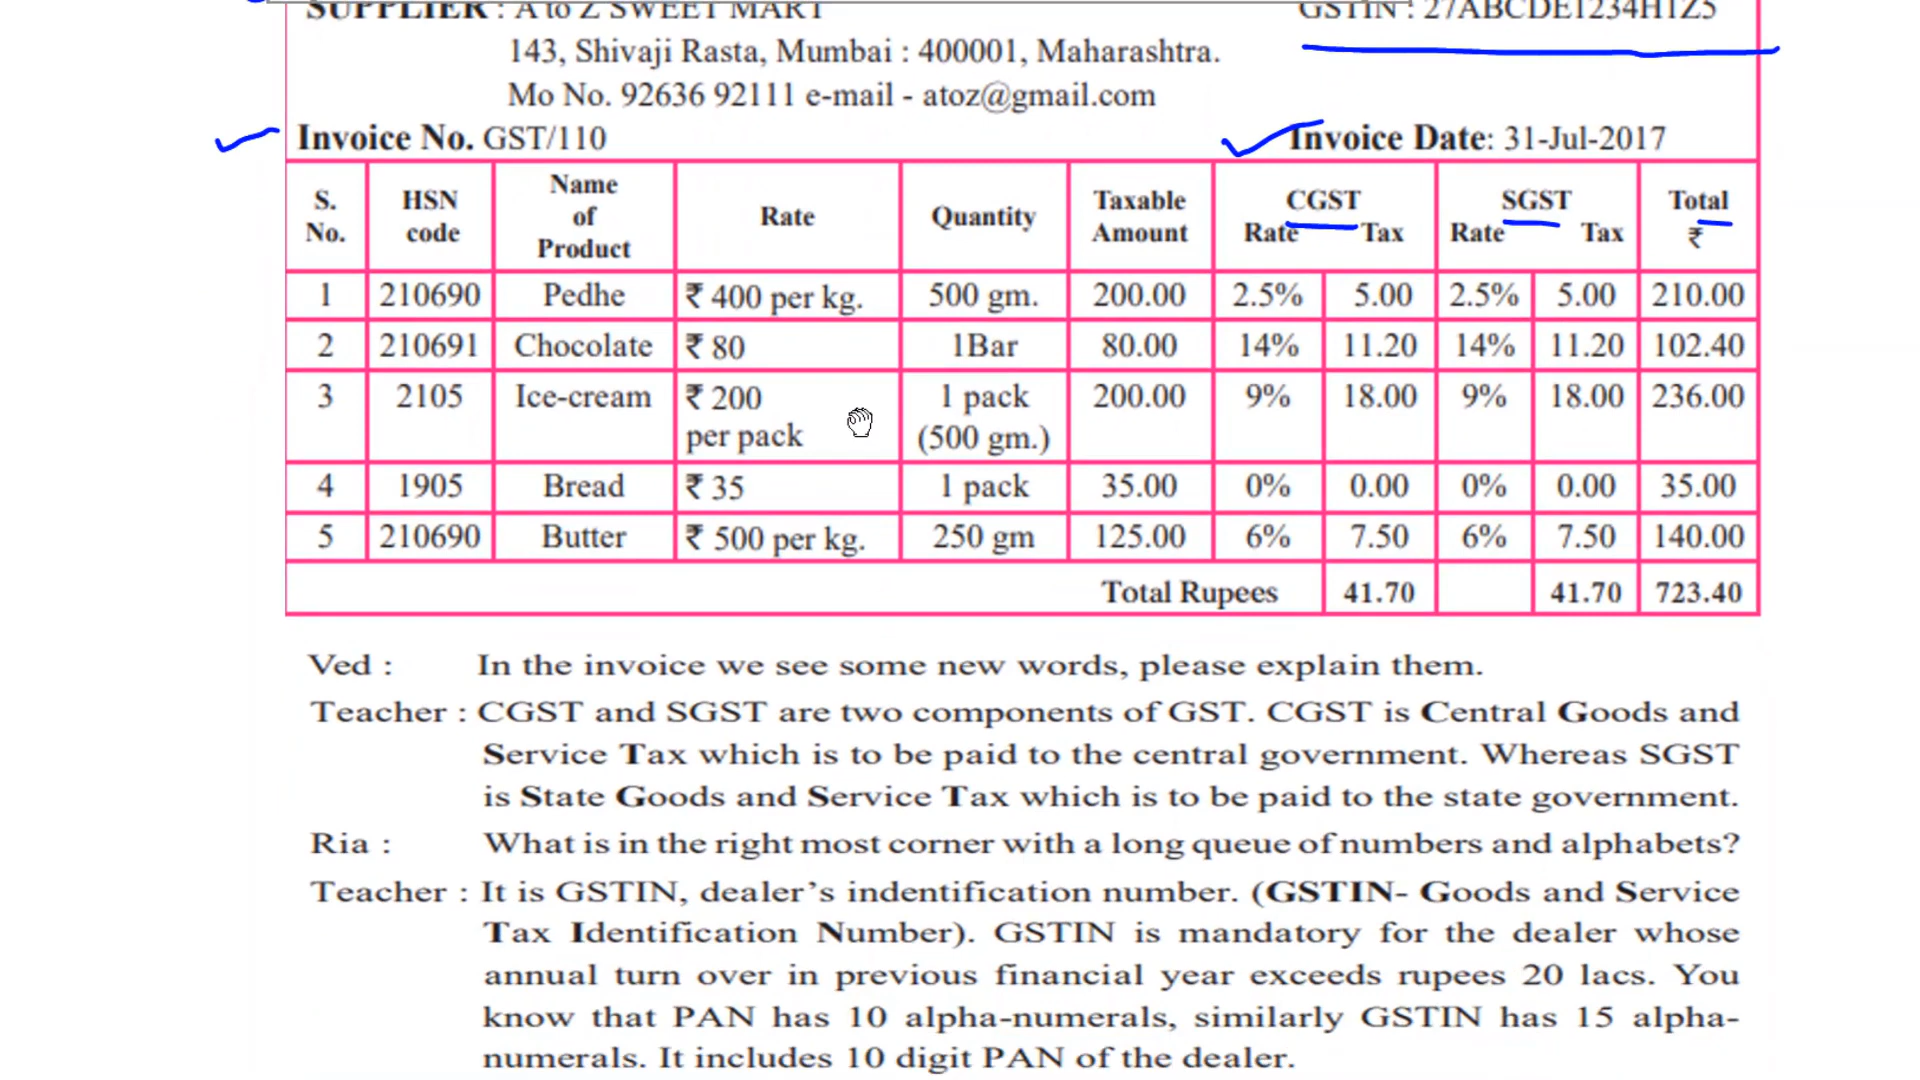 SUPPLIER : A to Z SWEET MART GSTIN : 27ABCDE1234H1Z5
143, Shivaji Rasta, Mumbai : 400001, Maharashtra.
Mo No. 92636 92111 e-mail - atoz@gmail.com
Invoice No. GST/110 Invoice Date: 31-Jul-2017
S. No. HSN code Name of Product Rate Quantity Taxable Amount CGST Rate Tax SGST Rate Tax Total ₹
1 210690 Pedhe ₹ 400 per kg. 500 gm. 200.00 2.5% 5.00 2.5% 5.00 210.00
2 210691 Chocolate ₹ 80 1Bar 80.00 14% 11.20 14% 11.20 102.40
3 2105 Ice-cream ₹ 200 per pack 1 pack (500 gm.) 200.00 9% 18.00 9% 18.00 236.00
4 1905 Bread ₹ 35 1 pack 35.00 0% 0.00 0% 0.00 35.00
5 210690 Butter ₹ 500 per kg. 250 gm 125.00 6% 7.50 6% 7.50 140.00
Total Rupees 41.70 41.70 723.40
Ved : In the invoice we see some new words, please explain them.
Teacher : CGST and SGST are two components of GST. CGST is Central Goods and
Service Tax which is to be paid to the central government. Whereas SGST
is State Goods and Service Tax which is to be paid to the state government.
Ria : What is in the right most corner with a long queue of numbers and alphabets?
Teacher : It is GSTIN, dealer's indentification number. (GSTIN- Goods and Service
Tax Identification Number). GSTIN is mandatory for the dealer whose
annual turn over in previous financial year exceeds rupees 20 lacs. You
know that PAN has 10 alpha-numerals, similarly GSTIN has 15 alpha-
numerals. It includes 10 digit PAN of the dealer.